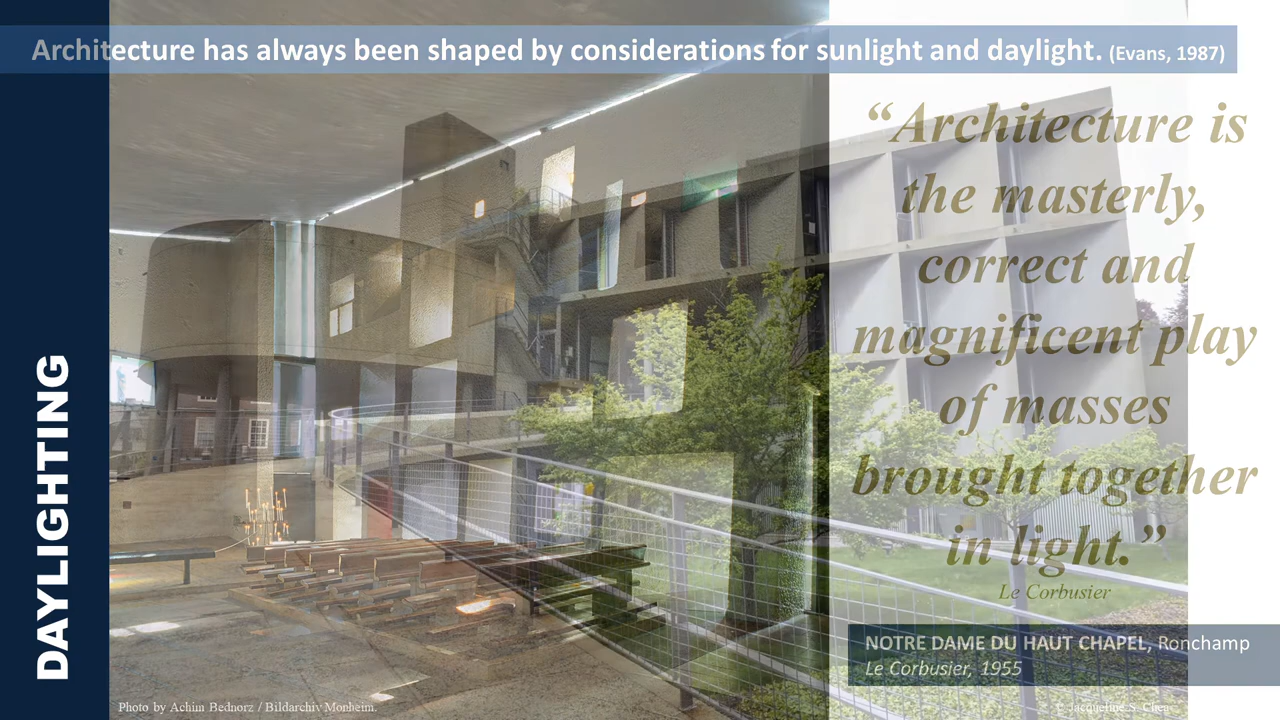 Architecture has always been shaped by considerations for sunlight and daylight. (Evans, 1987)
DAYLIGHTING
“Architecture is
the masterly,
correct and
magnificent play
of masses
brought together
in light.”
Le Corbusier
NOTRE DAME DU HAUT CHAPEL, Ronchamp
Le Corbusier, 1955
Photo by Achim Bednorz / Bildarchiv Monheim.
© Jacqueline S. Chen